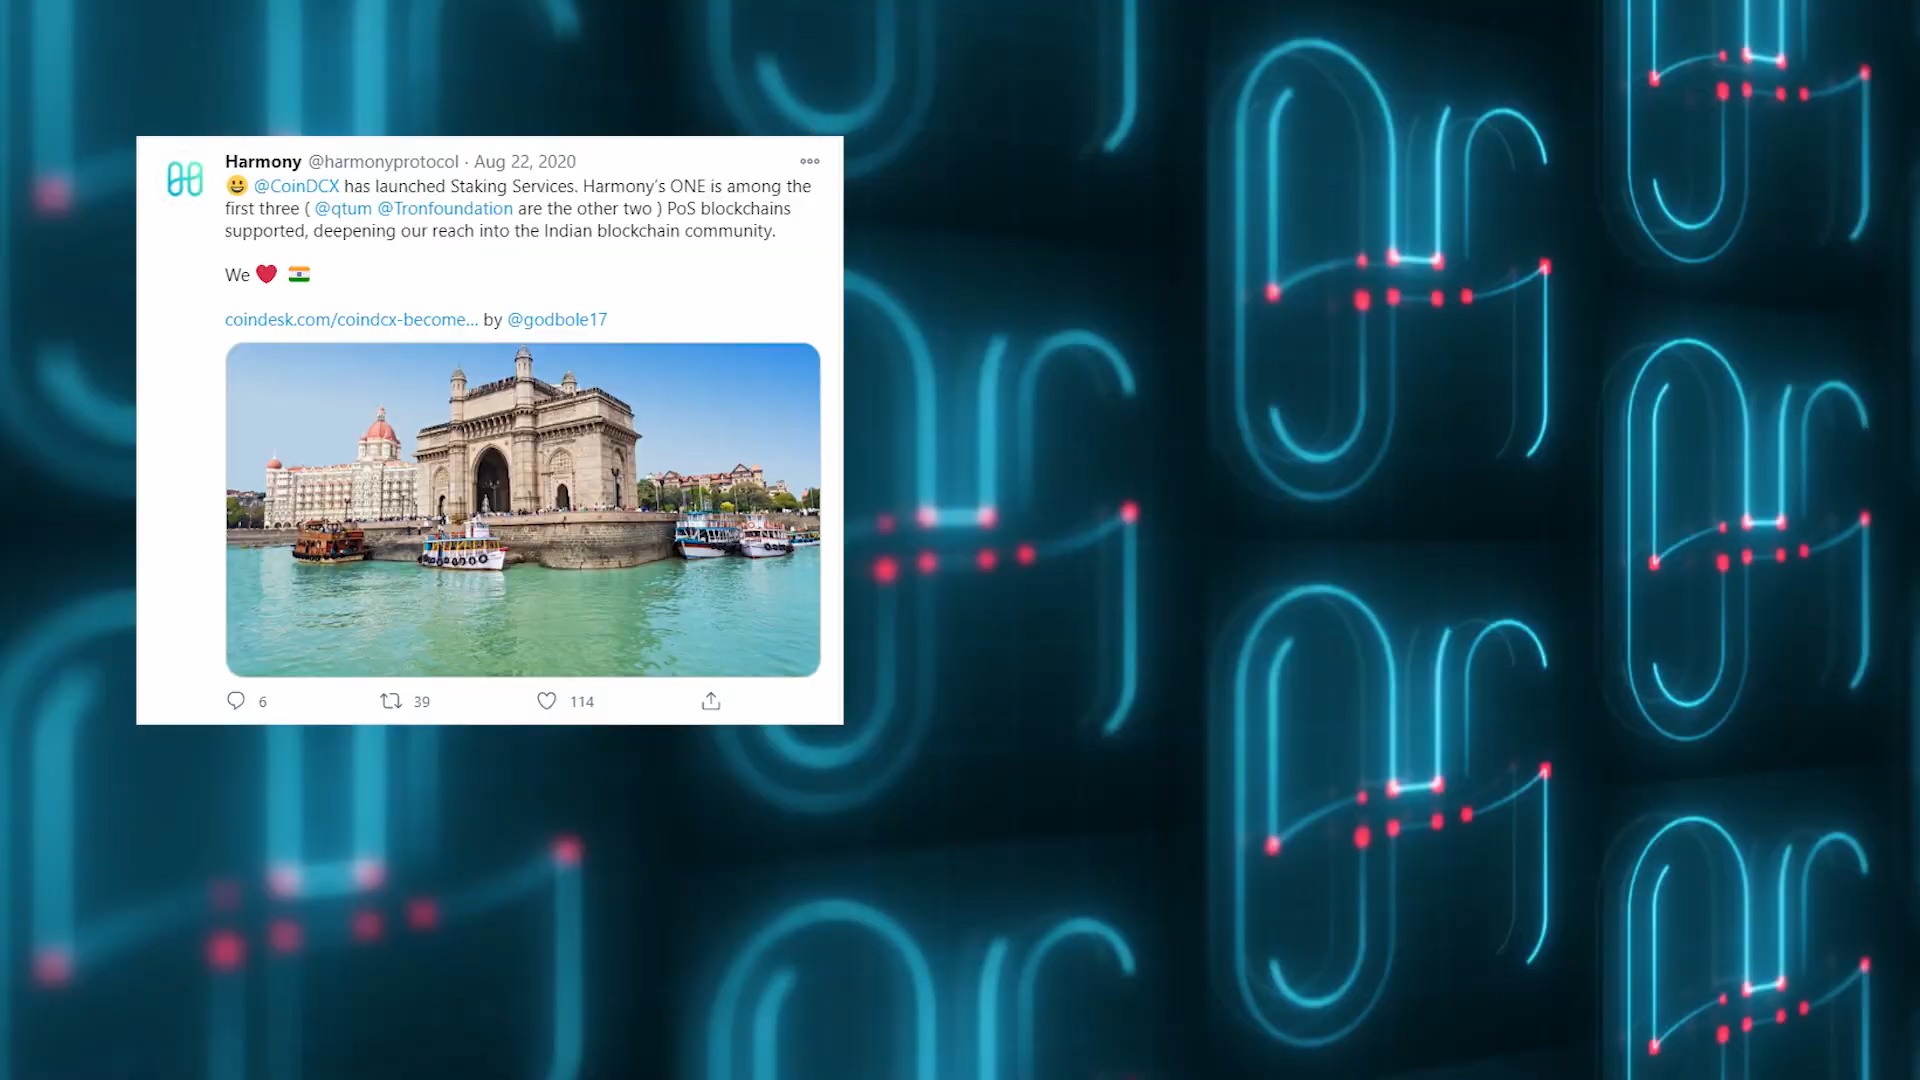 Harmony @harmonyprotocol · Aug 22, 2020
😀 @CoinDCX has launched Staking Services. Harmony's ONE is among the
first three ( @qtum @Tronfoundation are the other two ) PoS blockchains
supported, deepening our reach into the Indian blockchain community.
We ❤️ 🇮🇳
coindesk.com/coindcx-become... by @godbole17
6 39 114